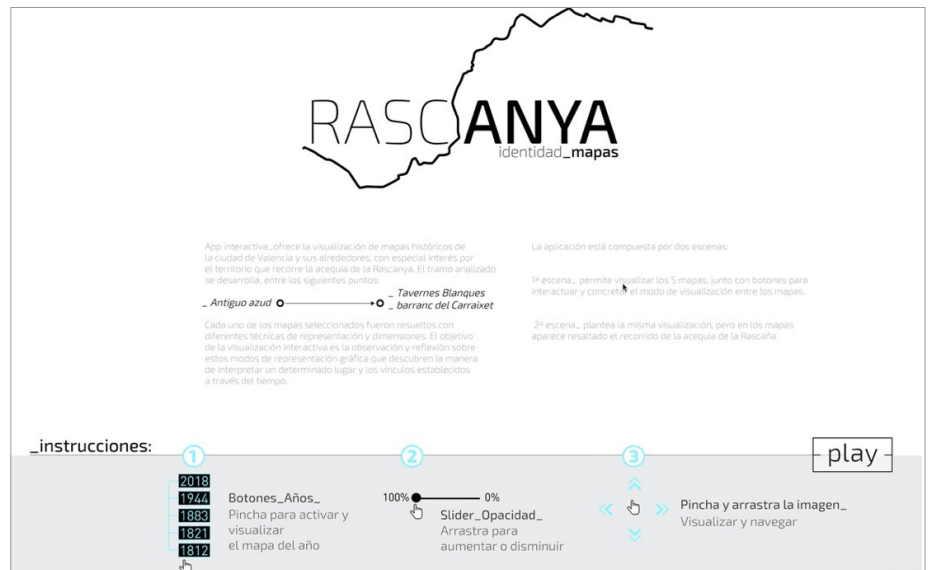 RASCANYA
identidad_mapas
App interactiva_ofrece la visualización de mapas históricos de
la ciudad de Valencia y sus alrededores, con especial interés por
el territorio que recorre la acequia de la Rascanya. El tramo analizado
se desarrolla, entre los siguientes puntos:
_ Antiguo azud
_ Tavernes Blanques
_ barranc del Carraixet
Cada uno de los mapas seleccionados fueron resueltos con
diferentes técnicas de representación y dimensiones. El objetivo
de la visualización interactiva es la observación y reflexión sobre
estos modos de representación gráfica que descubren la manera
de interpretar un determinado lugar y los vínculos establecidos
a través del tiempo.
La aplicación está compuesta por dos escenas:
1ª escena_ permite visualizar los 5 mapas, junto con botones para
interactuar y concretar el modo de visualización entre los mapas.
2ª escena_ plantea la misma visualización, pero en los mapas
aparece resaltado el recorrido de la acequia de la Rascaña.
_instrucciones:
play
1
2018
1944
1883
1821
1812
Botones_Años_
Pincha para activar y
visualizar
el mapa del año
2
100% 0%
Slider_Opacidad_
Arrastra para
aumentar o disminuir
3
Pincha y arrastra la imagen_
Visualizar y navegar